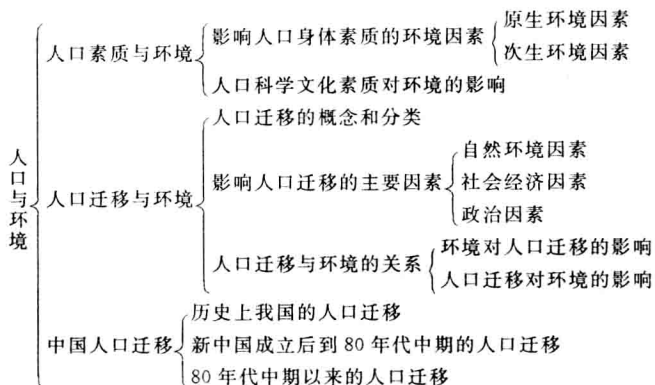 人口与环境
人口素质与环境
影响人口身体素质的环境因素
原生环境因素
次生环境因素
人口科学文化素质对环境的影响
人口迁移与环境
人口迁移的概念和分类
影响人口迁移的主要因素
自然环境因素
社会经济因素
政治因素
人口迁移与环境的关系
环境对人口迁移的影响
人口迁移对环境的影响
中国人口迁移
历史上我国的人口迁移
新中国成立后到80年代中期的人口迁移
80年代中期以来的人口迁移